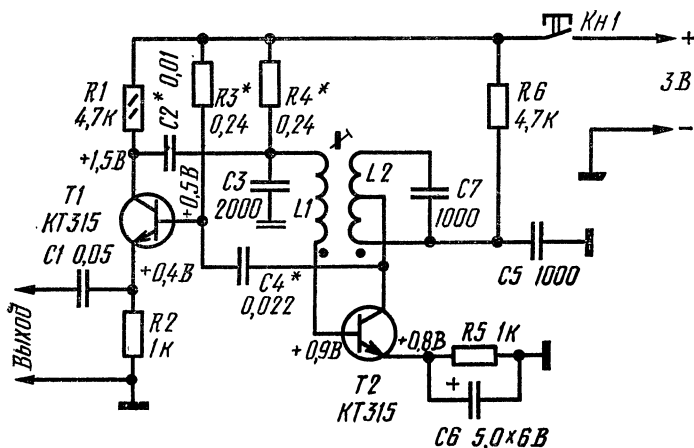 Кн1
+
3В
−
R1
4,7к
C2*
0,01
R3*
0,24
R4*
0,24
R6
4,7к
+1,5В
+0,5В
C3
2000
L1
L2
C7
1000
T1
КТ315
C1 0,05
+0,4В
C4*
0,022
C5 1000
Выход
R2
1к
+0,9В
+0,8В
R5 1к
T2
КТ315
+
C6 5,0×6В